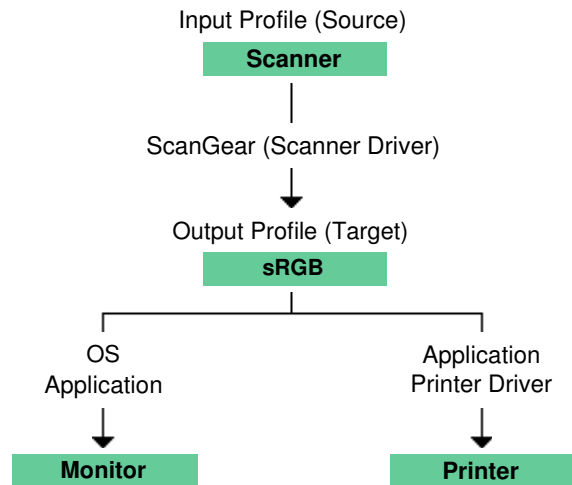 Input Profile (Source)
Scanner
ScanGear (Scanner Driver)
Output Profile (Target)
sRGB
OS
Application
Application
Printer Driver
Monitor
Printer